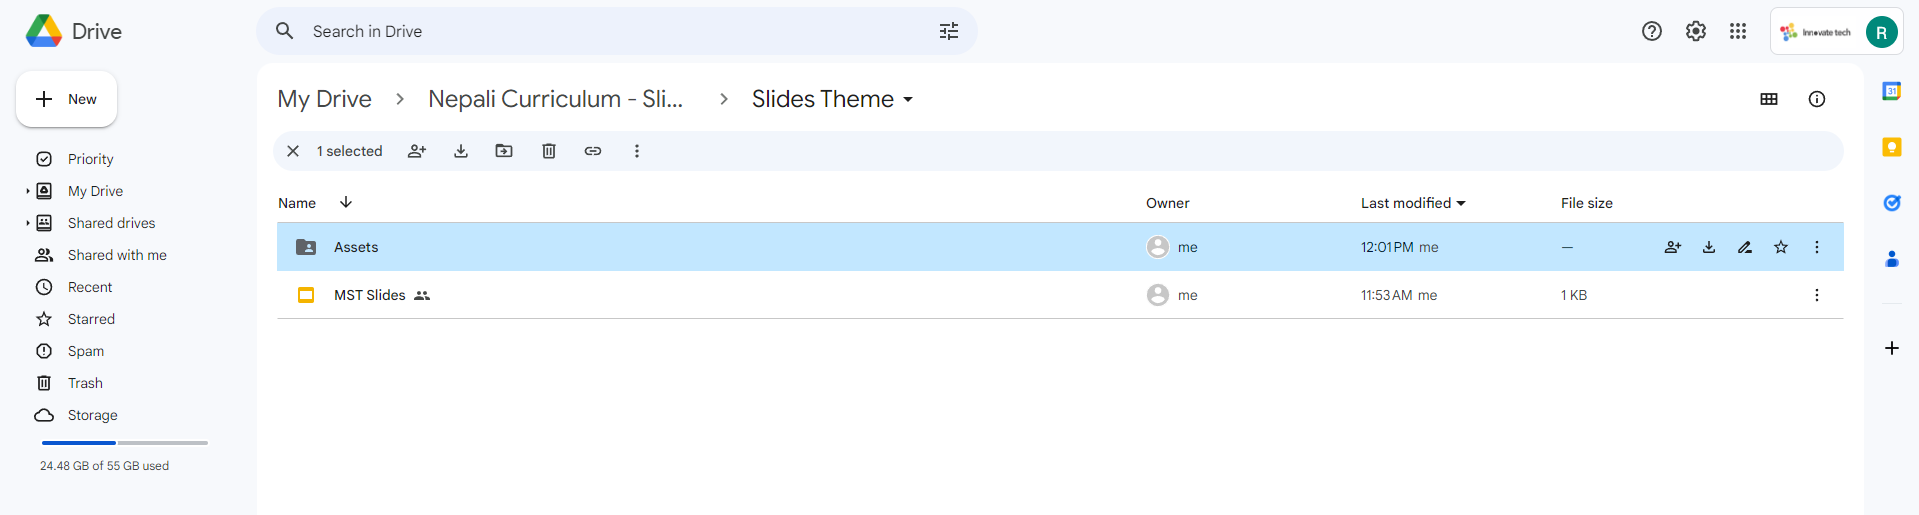 Drive
Search in Drive
Innovate tech
R
New
My Drive
Nepali Curriculum - Sli...
Slides Theme
1 selected
Priority
My Drive
Shared drives
Shared with me
Recent
Starred
Spam
Trash
Storage
24.48 GB of 55 GB used
Name Owner Last modified File size
Assets me 12:01 PM me —
MST Slides me 11:53 AM me 1 KB
31